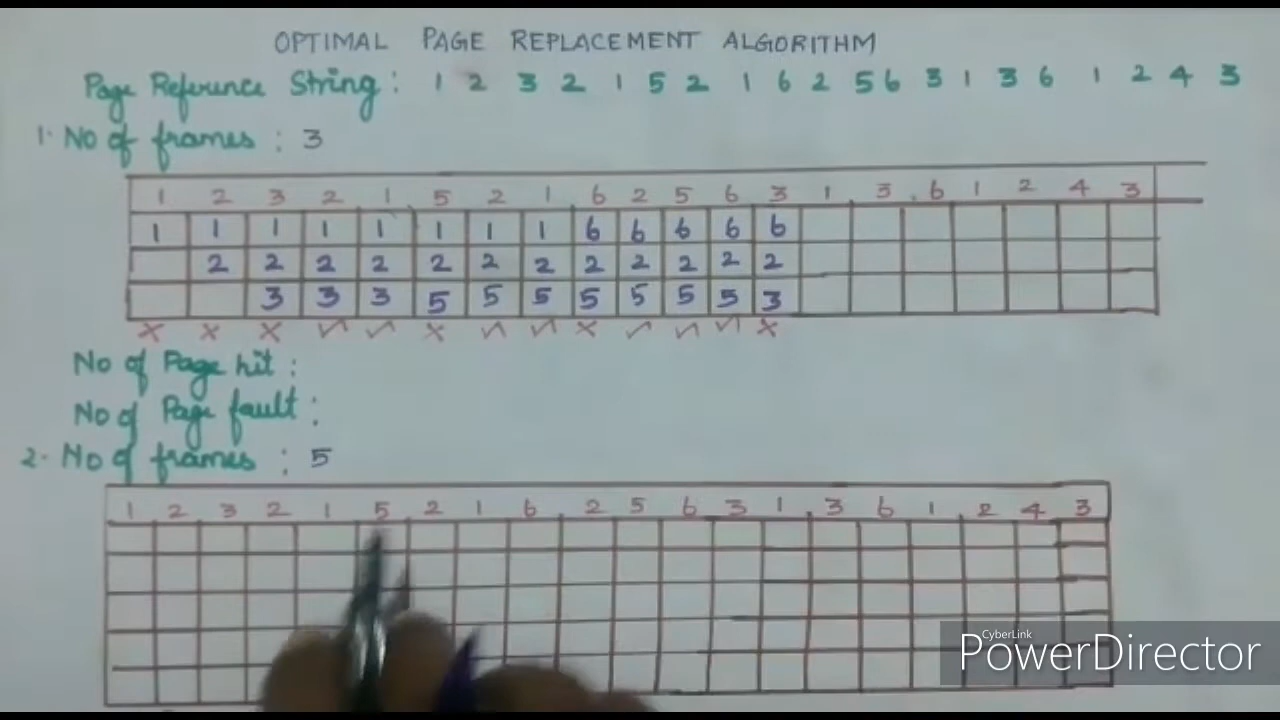 OPTIMAL PAGE REPLACEMENT ALGORITHM
Page Reference String : 1 2 3 2 1 5 2 1 6 2 5 6 3 1 3 6 1 2 4 3
1. No of frames : 3
1 2 3 2 1 5 2 1 6 2 5 6 3 1 3 6 1 2 4 3
1 1 1 1 1 1 1 1 6 6 6 6 6
2 2 2 2 2 2 2 2 2 2 2 2
3 3 3 5 5 5 5 5 5 5 3
× × × ✓ ✓ × ✓ ✓ × ✓ ✓ ✓ ×
No of Page hit :
No of Page fault :
2. No of frames : 5
1 2 3 2 1 5 2 1 6 2 5 6 3 1 3 6 1 2 4 3
CyberLink
PowerDirector